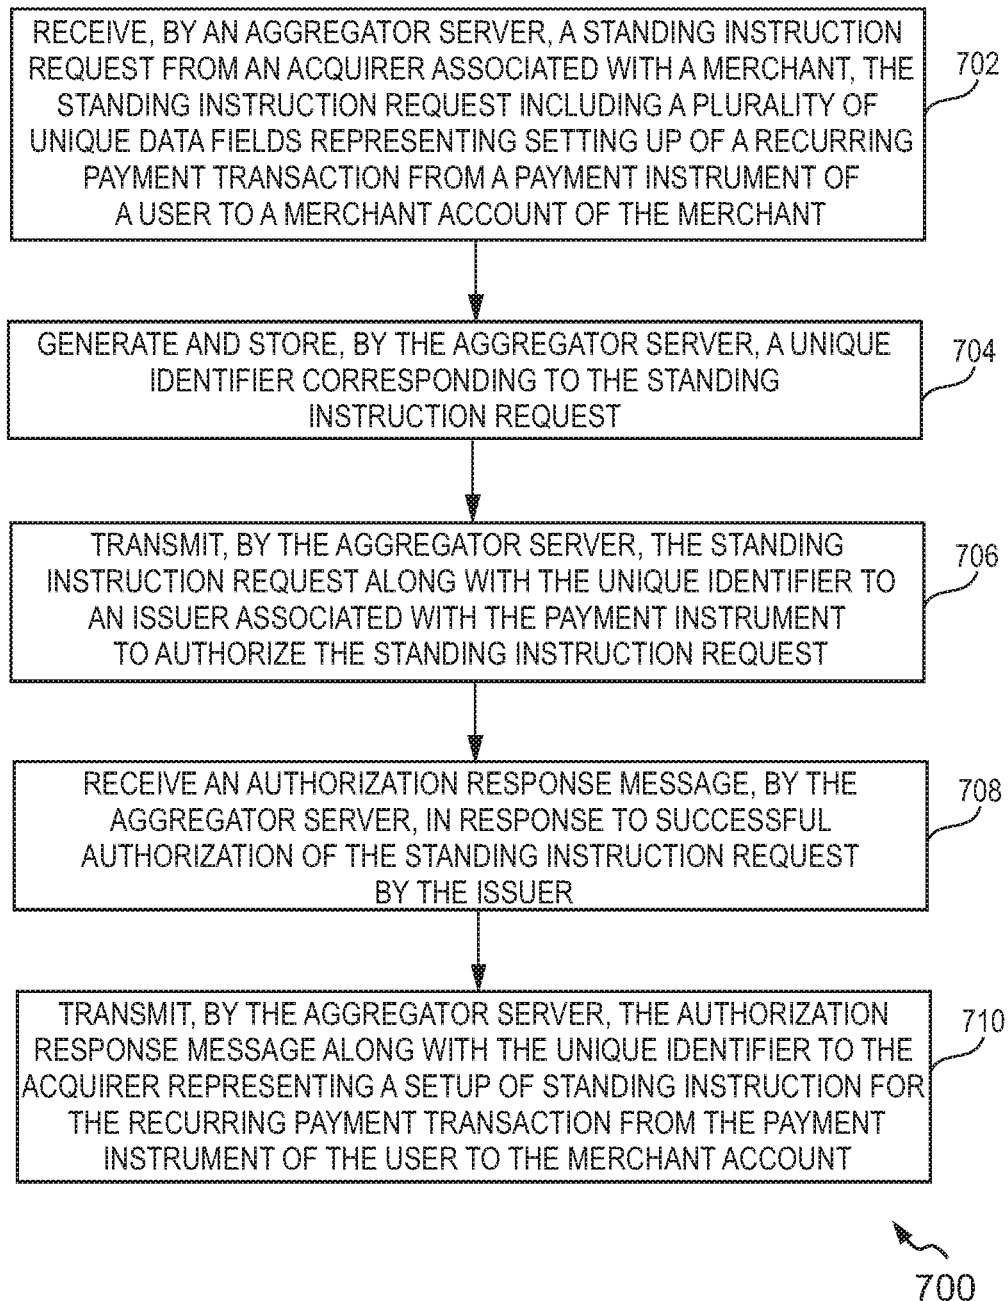 RECEIVE, BY AN AGGREGATOR SERVER, A STANDING INSTRUCTION
REQUEST FROM AN ACQUIRER ASSOCIATED WITH A MERCHANT, THE
STANDING INSTRUCTION REQUEST INCLUDING A PLURALITY OF
UNIQUE DATA FIELDS REPRESENTING SETTING UP OF A RECURRING
PAYMENT TRANSACTION FROM A PAYMENT INSTRUMENT OF
A USER TO A MERCHANT ACCOUNT OF THE MERCHANT
702
GENERATE AND STORE, BY THE AGGREGATOR SERVER, A UNIQUE
IDENTIFIER CORRESPONDING TO THE STANDING
INSTRUCTION REQUEST
704
TRANSMIT, BY THE AGGREGATOR SERVER, THE STANDING
INSTRUCTION REQUEST ALONG WITH THE UNIQUE IDENTIFIER TO
AN ISSUER ASSOCIATED WITH THE PAYMENT INSTRUMENT
TO AUTHORIZE THE STANDING INSTRUCTION REQUEST
706
RECEIVE AN AUTHORIZATION RESPONSE MESSAGE, BY THE
AGGREGATOR SERVER, IN RESPONSE TO SUCCESSFUL
AUTHORIZATION OF THE STANDING INSTRUCTION REQUEST
BY THE ISSUER
708
TRANSMIT, BY THE AGGREGATOR SERVER, THE AUTHORIZATION
RESPONSE MESSAGE ALONG WITH THE UNIQUE IDENTIFIER TO THE
ACQUIRER REPRESENTING A SETUP OF STANDING INSTRUCTION FOR
THE RECURRING PAYMENT TRANSACTION FROM THE PAYMENT
INSTRUMENT OF THE USER TO THE MERCHANT ACCOUNT
710
700